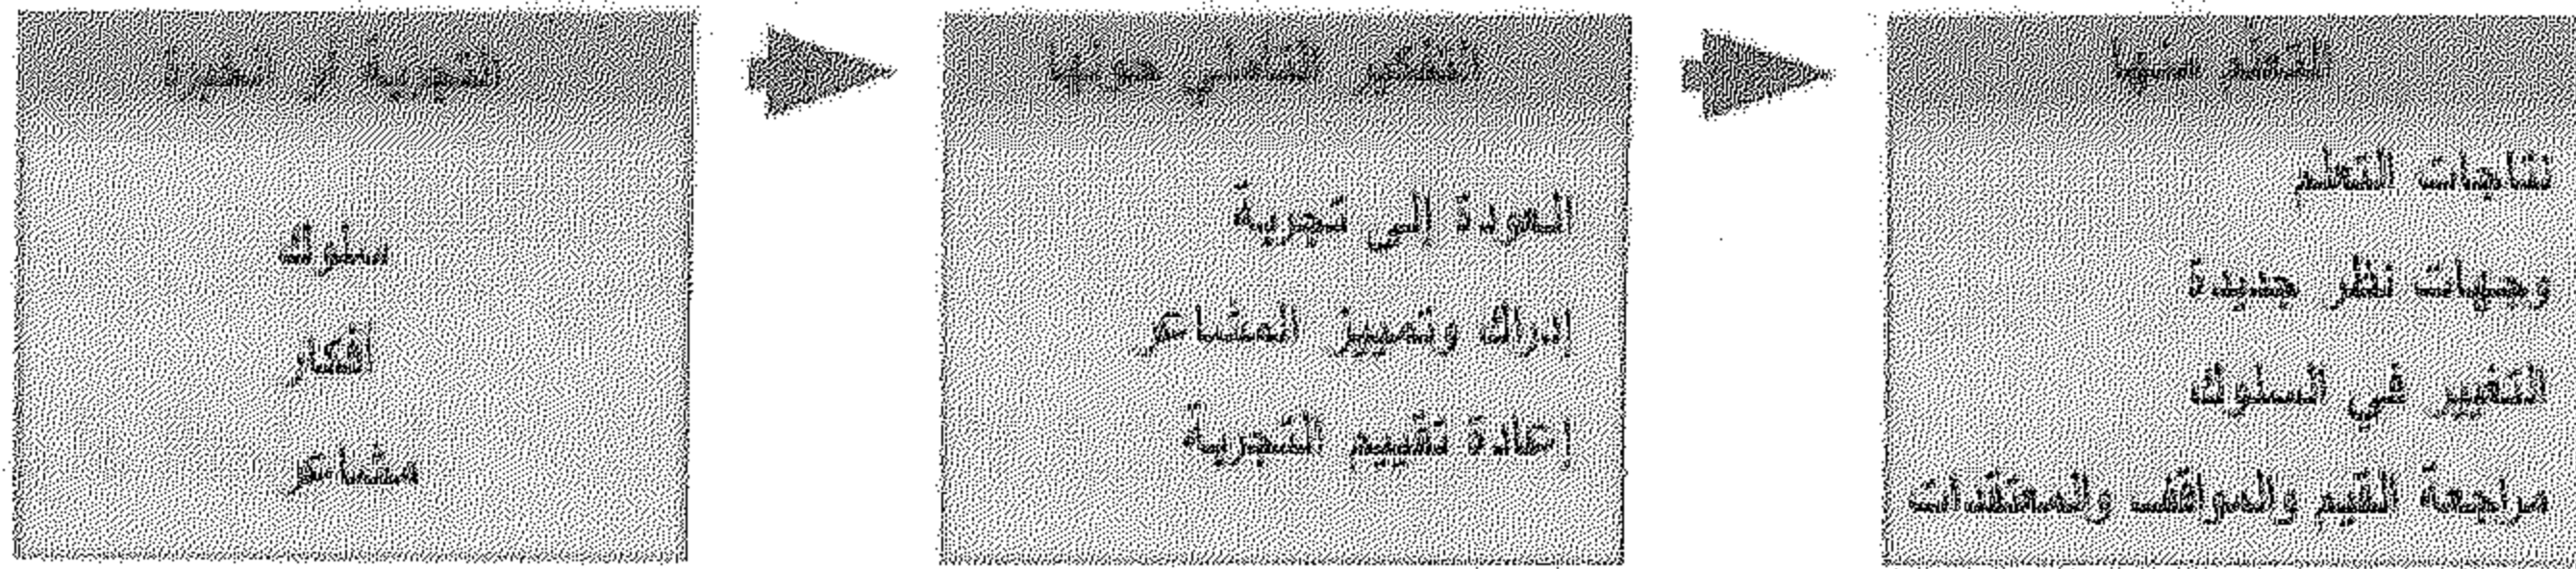 التجربة أو الخبرة
سلوك
أفكار
مشاعر
التفكير التأملي حولها
العودة إلى تجربة
إدراك وتمييز المشاعر
إعادة تقييم التجربة
التعلم منها
نتاجات التعلم
وجهات نظر جديدة
التغيير في السلوك
مراجعة القيم والمواقف والمعتقدات